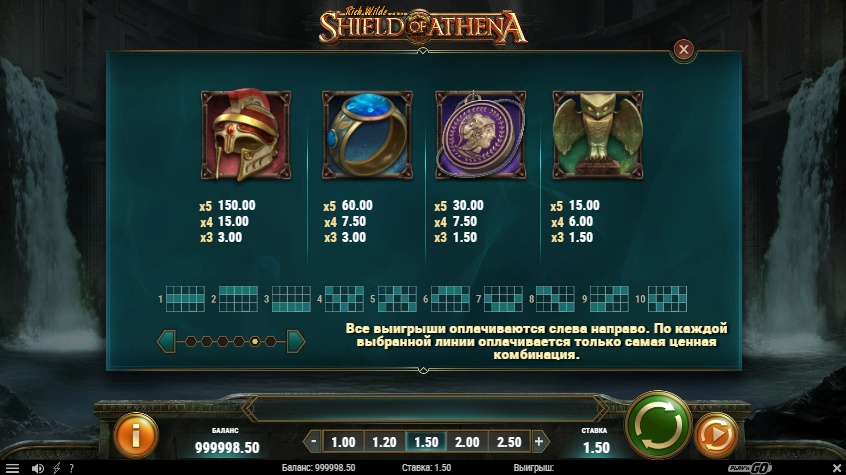 Rich Wilde
SHIELD OF ATHENA
x5 150.00
x4 15.00
x3 3.00
x5 60.00
x4 7.50
x3 3.00
x5 30.00
x4 7.50
x3 1.50
x5 15.00
x4 6.00
x3 1.50
1 2 3 4 5 6 7 8 9 10
Все выигрыши оплачиваются слева направо. По каждой
выбранной линии оплачивается только самая ценная
комбинация.
БАЛАНС
999998.50
- 1.00 1.20 1.50 2.00 2.50 +
СТАВКА
1.50
? Баланс: 999998.50 Ставка: 1.50 Выигрыш: PLAY'N GO